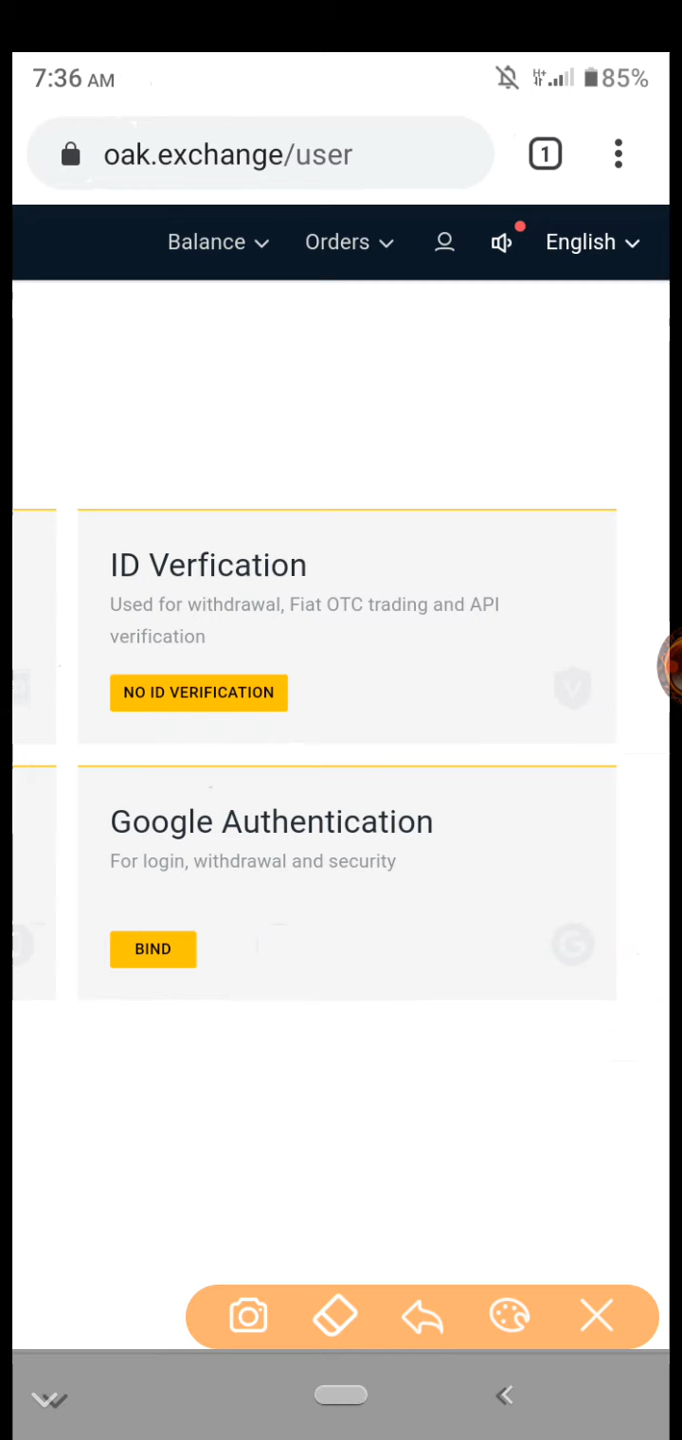 7:36 AM
85%
oak.exchange/user
1
Balance
Orders
English
ID Verfication
Used for withdrawal, Fiat OTC trading and API
verification
NO ID VERIFICATION
Google Authentication
For login, withdrawal and security
BIND